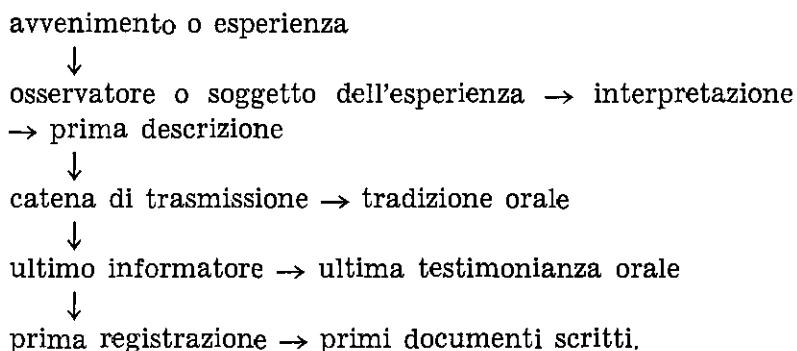 avvenimento o esperienza
↓
osservatore o soggetto dell'esperienza → interpretazione
→ prima descrizione
↓
catena di trasmissione → tradizione orale
↓
ultimo informatore → ultima testimonianza orale
↓
prima registrazione → primi documenti scritti.